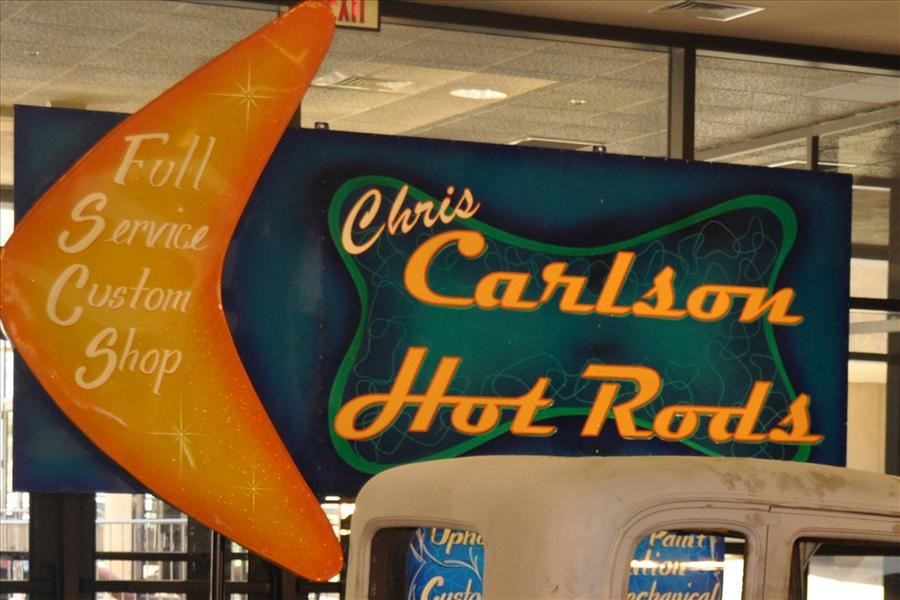 EXIT
Full
Service
Custom
Shop
Chris
Carlson
Hot Rods
Paint